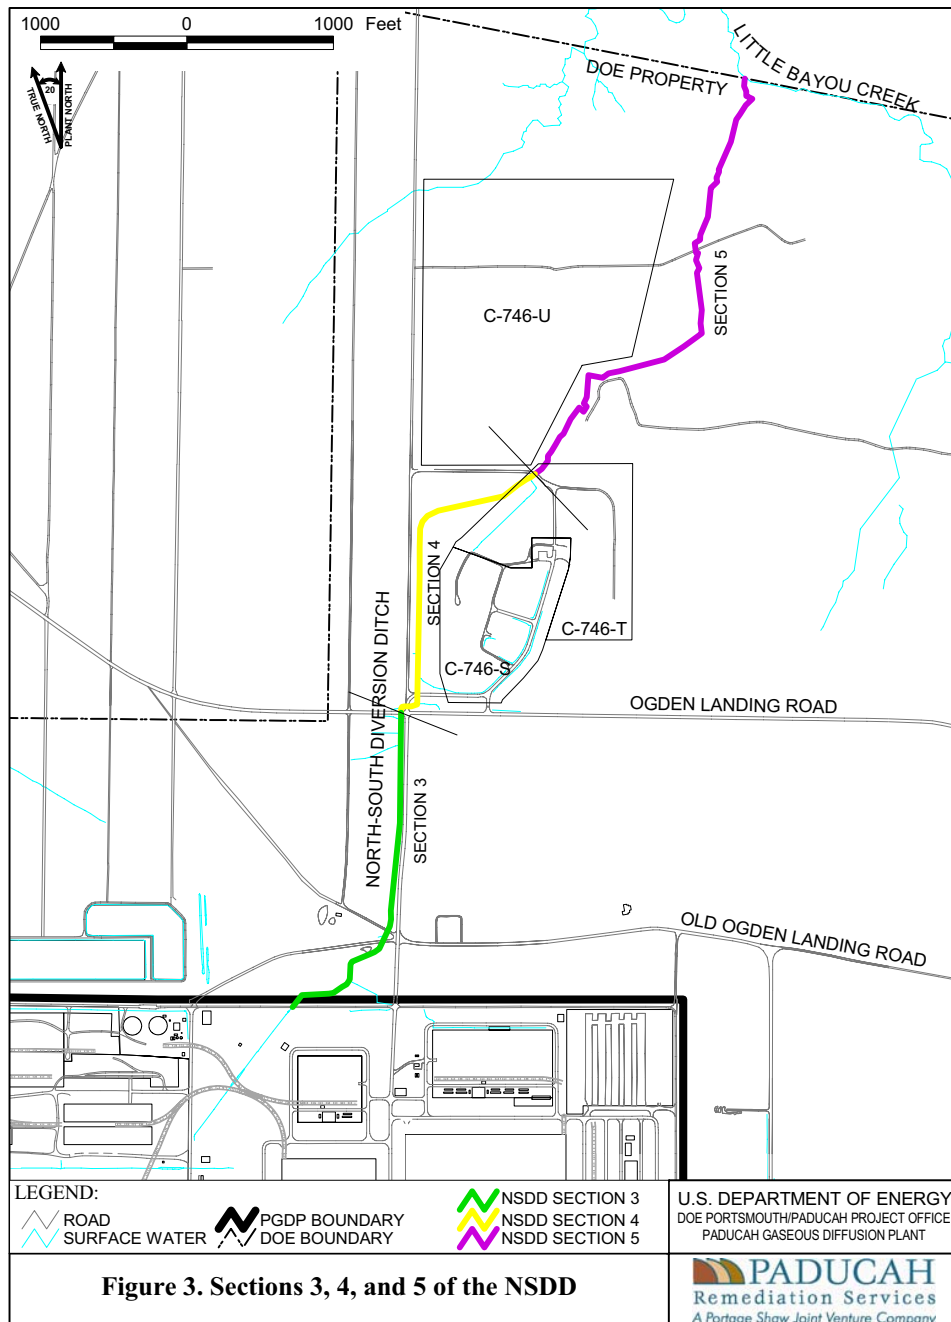 1000 0 1000 Feet
LITTLE BAYOU CREEK
DOE PROPERTY
20
TRUE NORTH
PLANT NORTH
SECTION 5
C-746-U
SECTION 4
C-746-T
C-746-S
NORTH-SOUTH DIVERSION DITCH
OGDEN LANDING ROAD
SECTION 3
OLD OGDEN LANDING ROAD
LEGEND:
ROAD
SURFACE WATER
PGDP BOUNDARY
DOE BOUNDARY
NSDD SECTION 3
NSDD SECTION 4
NSDD SECTION 5
U.S. DEPARTMENT OF ENERGY
DOE PORTSMOUTH/PADUCAH PROJECT OFFICE
PADUCAH GASEOUS DIFFUSION PLANT
Figure 3. Sections 3, 4, and 5 of the NSDD
PADUCAH
Remediation Services
A Portage Shaw Joint Venture Company